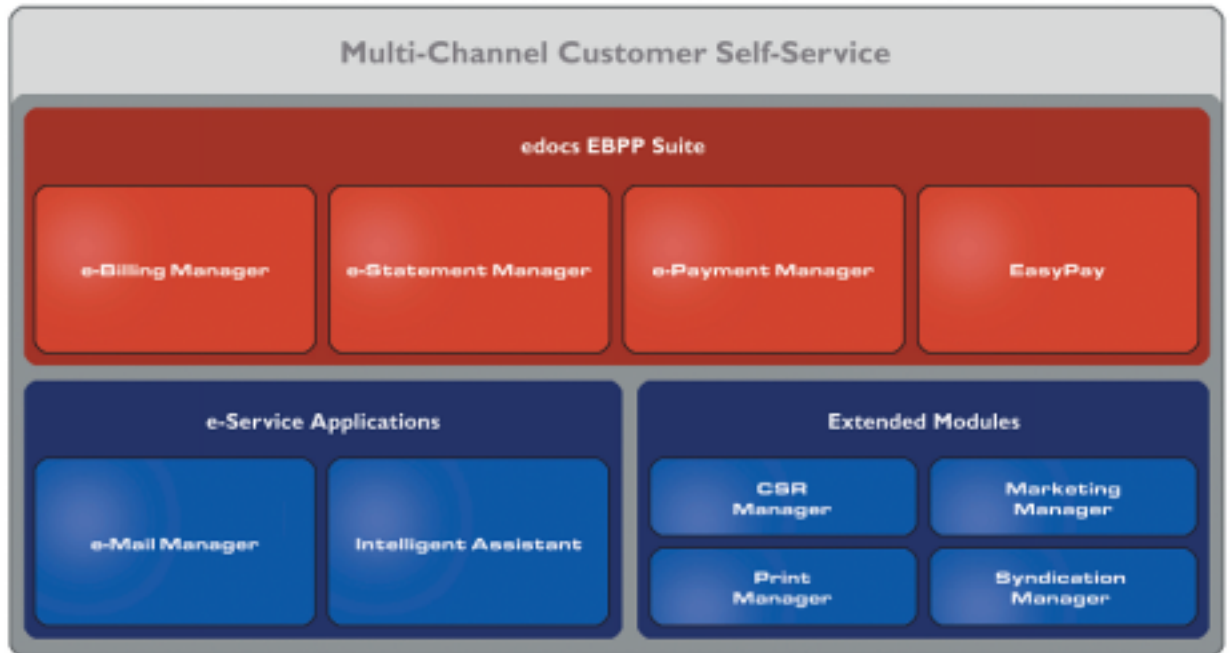 Multi-Channel Customer Self-Service
edocs EBPP Suite
e-Billing Manager
e-Statement Manager
e-Payment Manager
EasyPay
e-Service Applications
Extended Modules
e-Mail Manager
Intelligent Assistant
CSR
Manager
Marketing
Manager
Print
Manager
Syndication
Manager